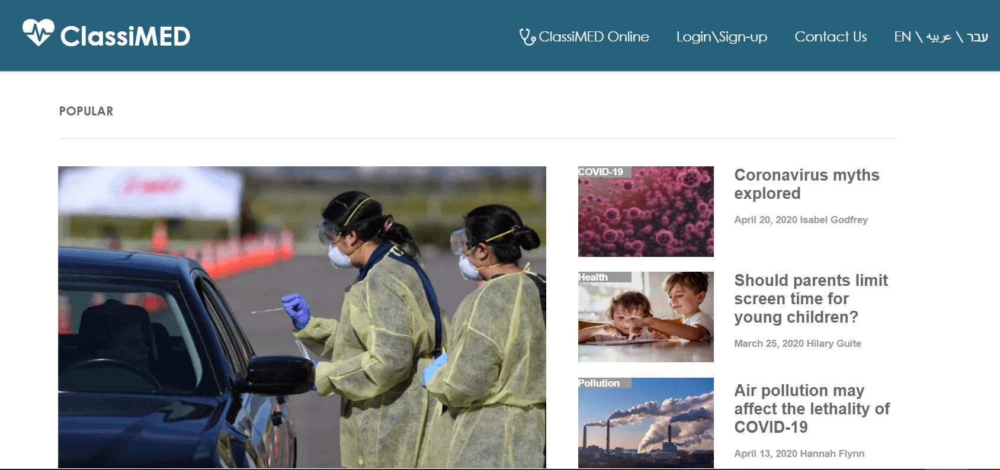 ClassiMED
ClassiMED Online
Login\Sign-up
Contact Us
EN \ عربيه \ עבר
POPULAR
COVID-19
Coronavirus myths
explored
April 20, 2020 Isabel Godfrey
Health
Should parents limit
screen time for
young children?
March 25, 2020 Hilary Guite
Pollution
Air pollution may
affect the lethality of
COVID-19
April 13, 2020 Hannah Flynn